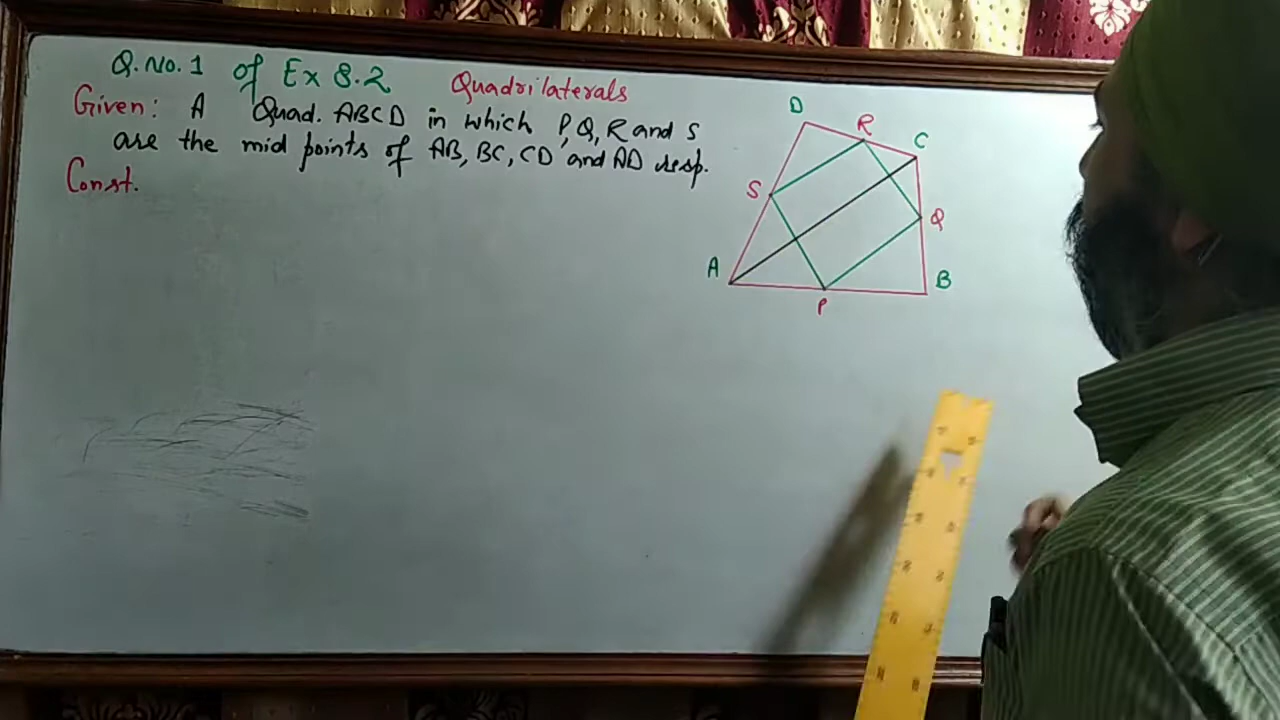 Q.No.1 of Ex 8.2 Quadrilaterals
Given: A Quad. ABCD in which P, Q, R and S
are the mid points of AB, BC, CD and AD resp.
Const.
D
R
C
S
Q
A
B
P